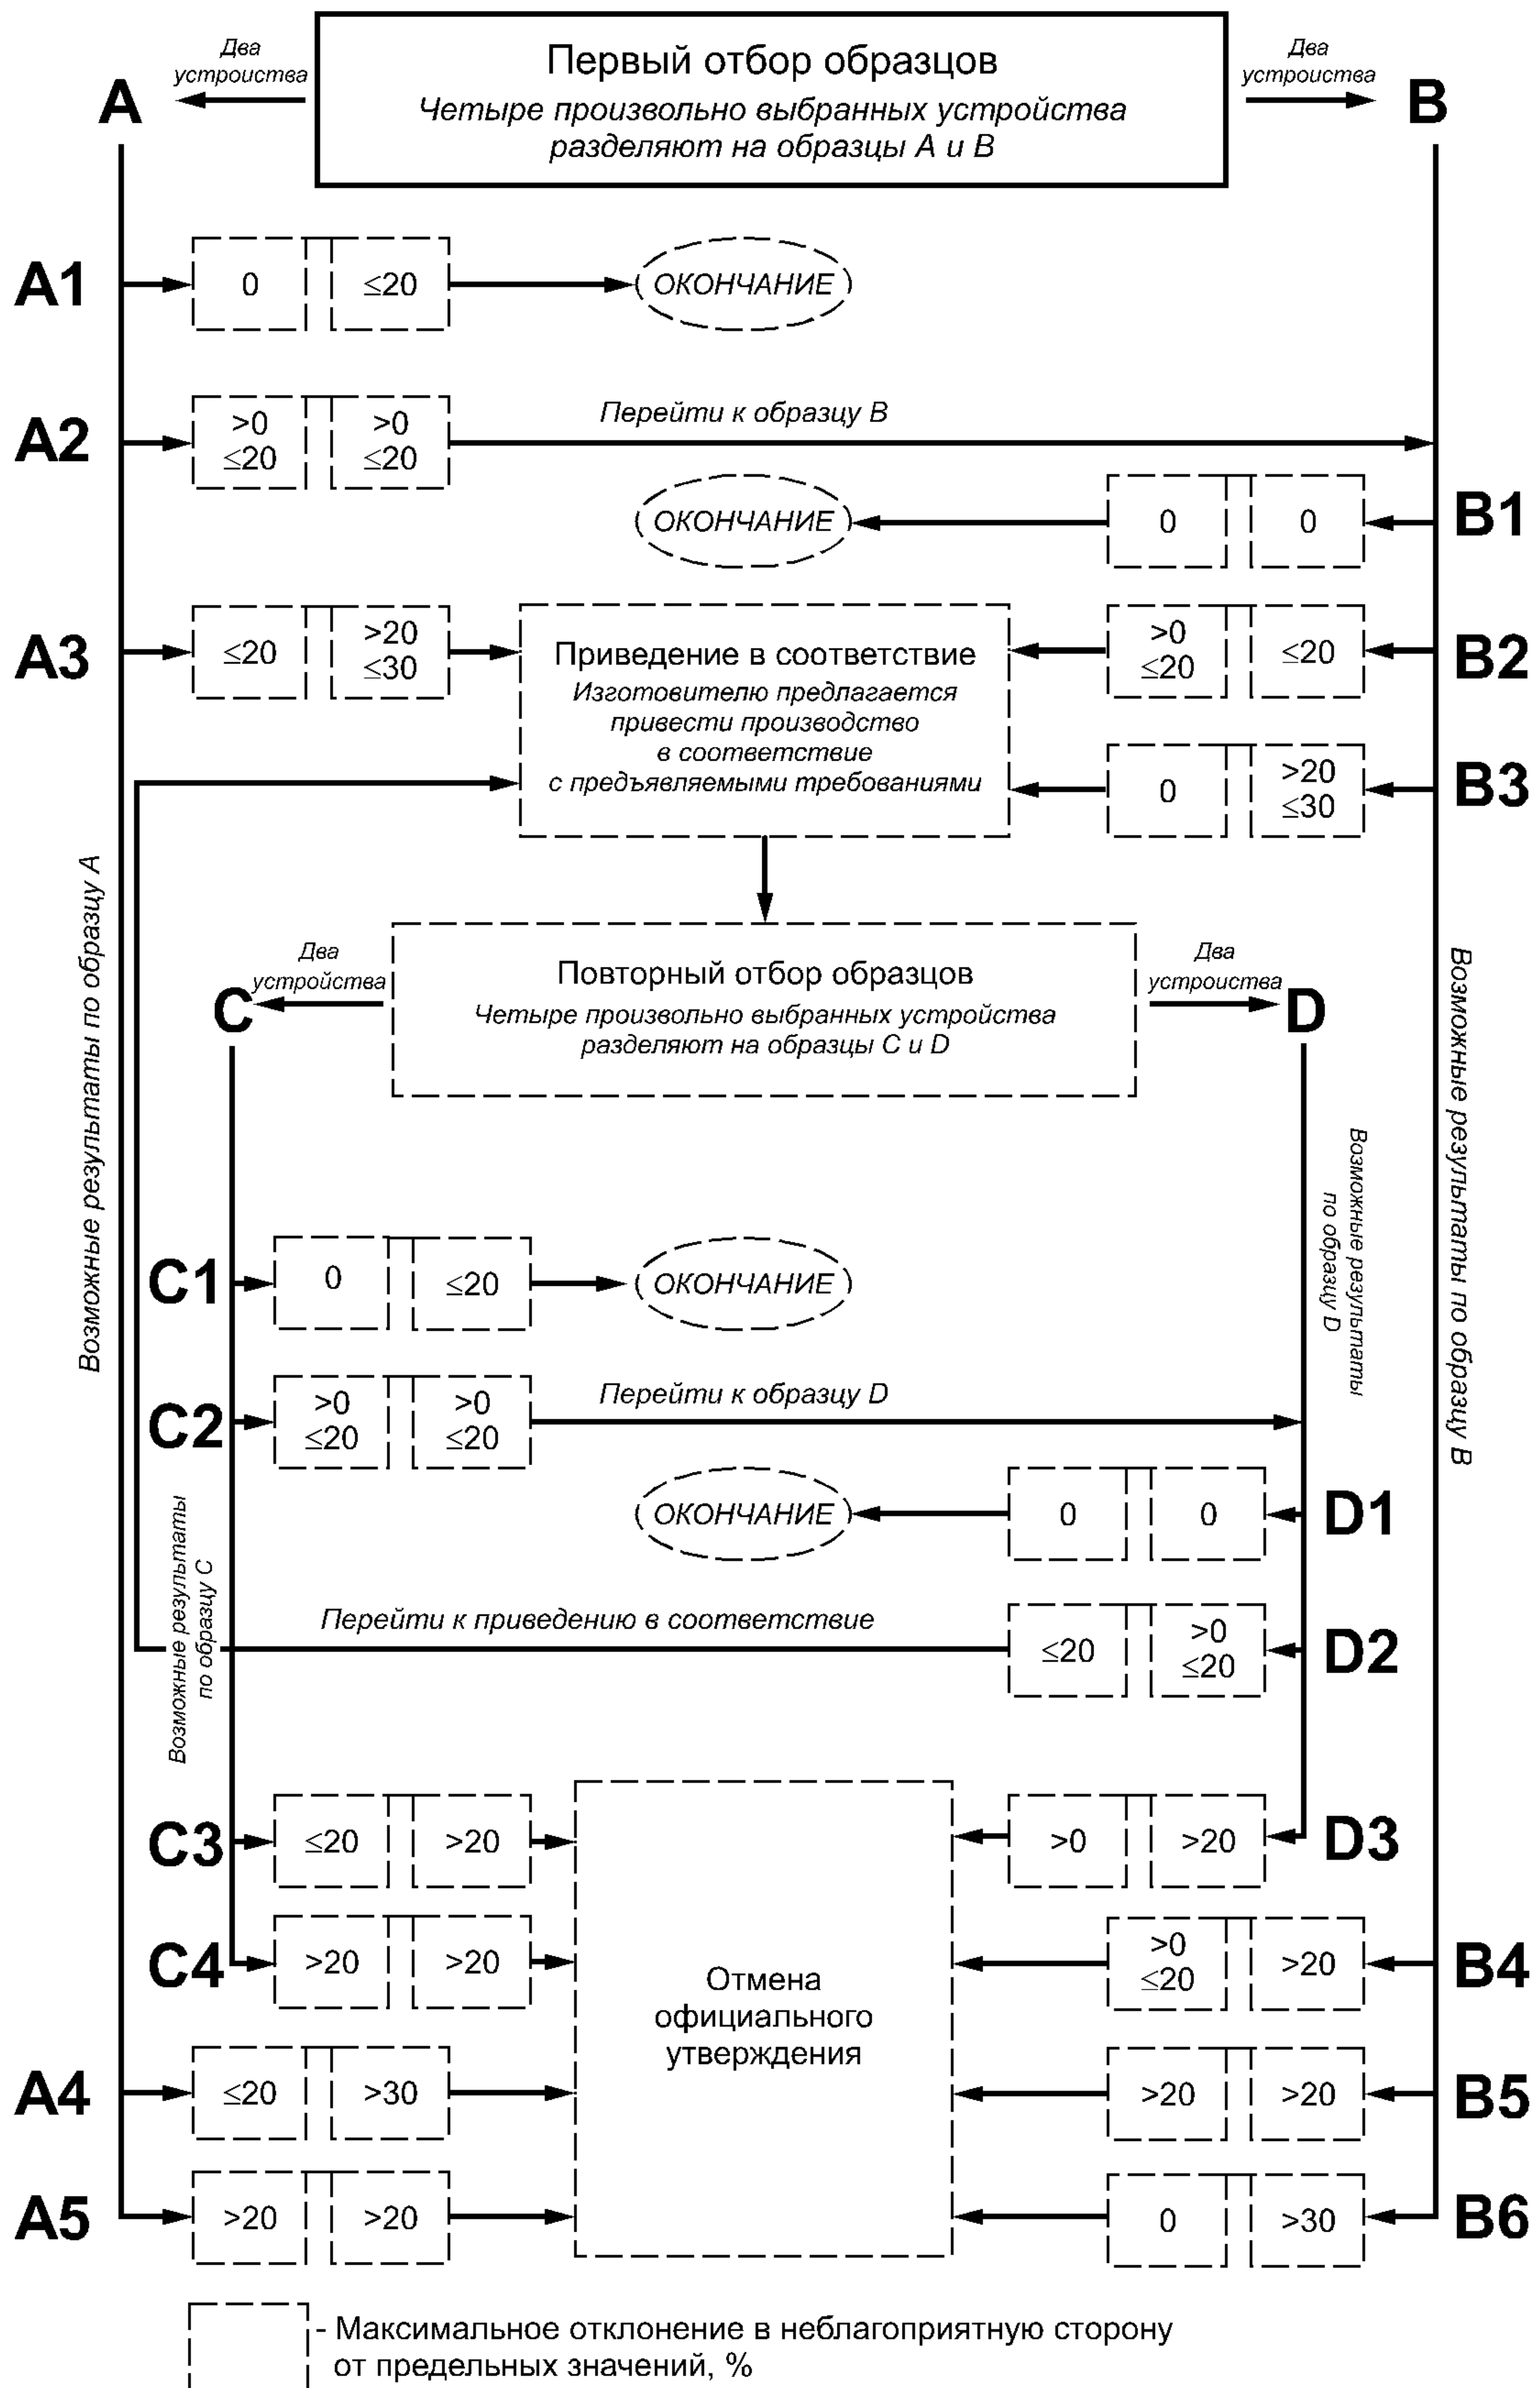 Два
устроиства
Первый отбор образцов
Четыре произвольно выбранных устройства
разделяют на образцы А и В
Два
устроиства
A
B
A1
0
≤20
ОКОНЧАНИЕ
A2
>0
≤20
>0
≤20
Перейти к образцу В
ОКОНЧАНИЕ
0
0
B1
A3
≤20
>20
≤30
Приведение в соответствие
Изготовителю предлагается
привести производство
в соответствие
с предъявляемыми требованиями
>0
≤20
≤20
B2
0
>20
≤30
B3
Возможные результаты по образцу А
Возможные результаты по образцу В
Два
устройства
Повторный отбор образцов
Четыре произвольно выбранных устройства
разделяют на образцы С и D
Два
устроиства
C
D
Возможные результаты
по образцу D
C1
0
≤20
ОКОНЧАНИЕ
C2
>0
≤20
>0
≤20
Перейти к образцу D
ОКОНЧАНИЕ
0
0
D1
Возможные результаты
по образцу С
Перейти к приведению в соответствие
≤20
>0
≤20
D2
C3
≤20
>20
>0
>20
D3
C4
>20
>20
Отмена
официального
утверждения
>0
≤20
>20
B4
A4
≤20
>30
>20
>20
B5
A5
>20
>20
0
>30
B6
- Максимальное отклонение в неблагоприятную сторону
от предельных значений, %